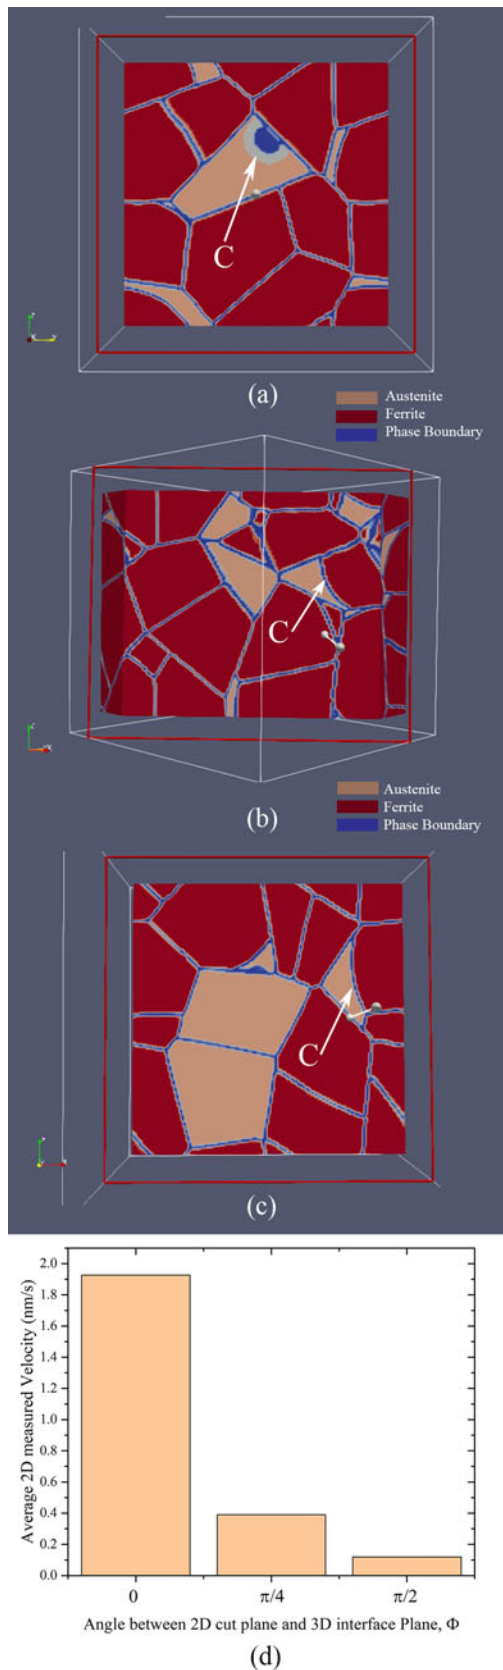 C
(a)
Austenite
Ferrite
Phase Boundary
C
(b)
Austenite
Ferrite
Phase Boundary
C
(c)
Average 2D measured Velocity (nm/s)
2.0
1.8
1.6
1.4
1.2
1.0
0.8
0.6
0.4
0.2
0.0
0 π/4 π/2
Angle between 2D cut plane and 3D interface Plane, Φ
(d)